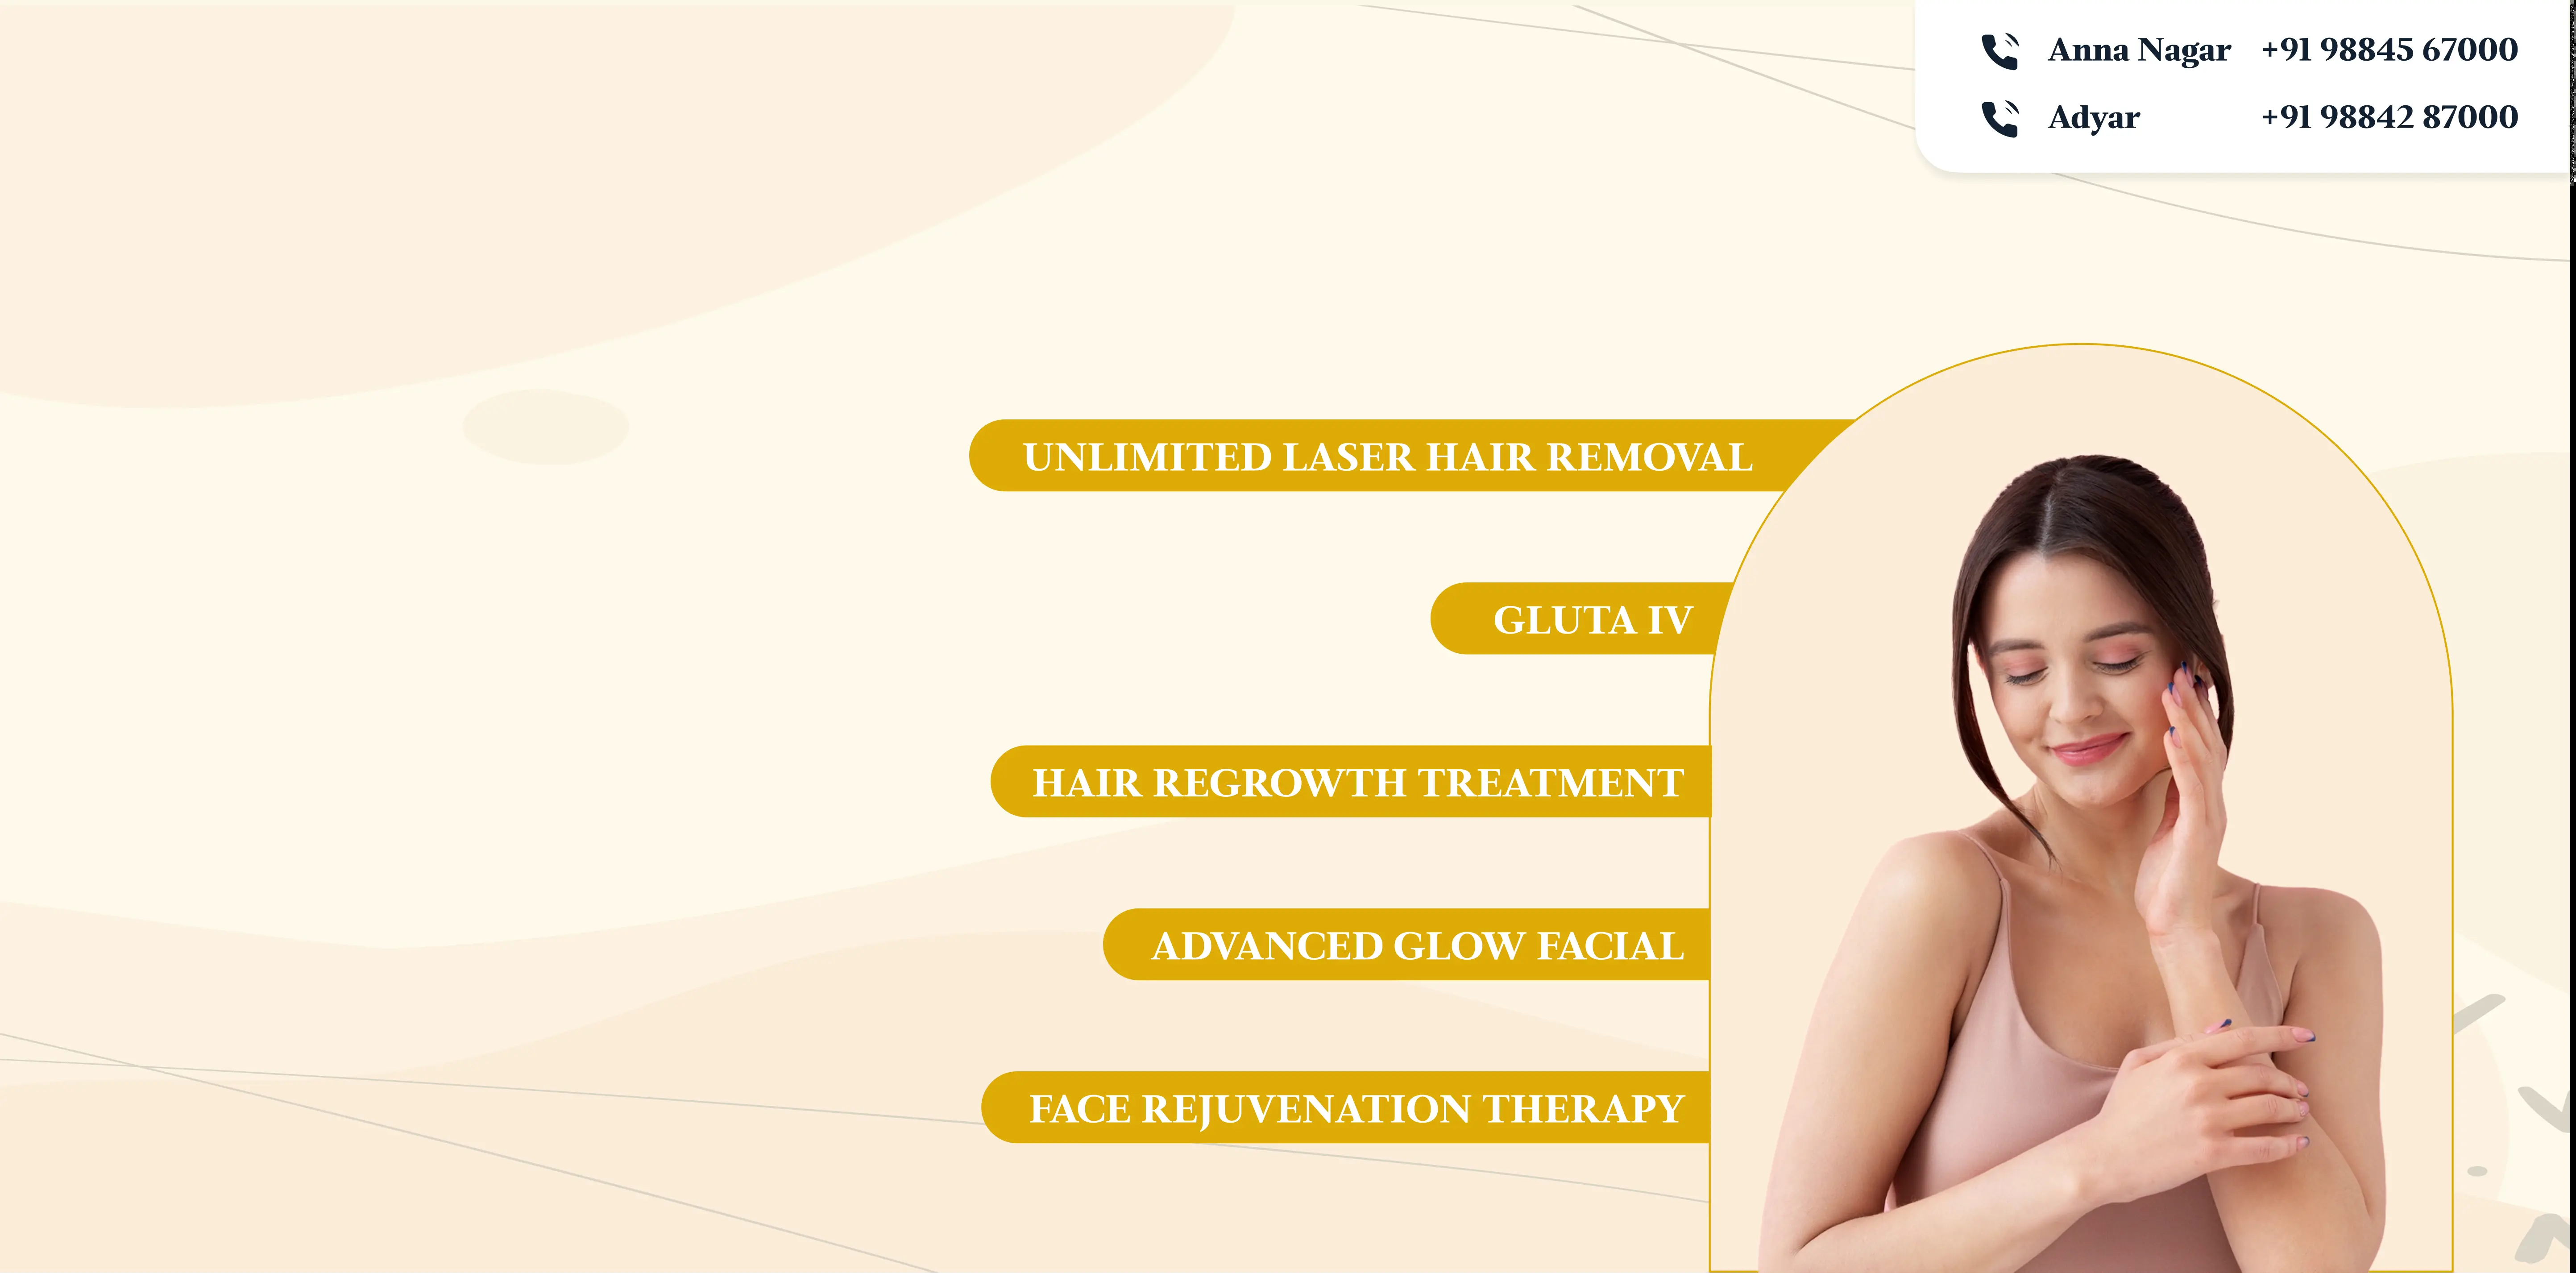 Anna Nagar +91 98845 67000
Adyar +91 98842 87000
UNLIMITED LASER HAIR REMOVAL
GLUTA IV
HAIR REGROWTH TREATMENT
ADVANCED GLOW FACIAL
FACE REJUVENATION THERAPY